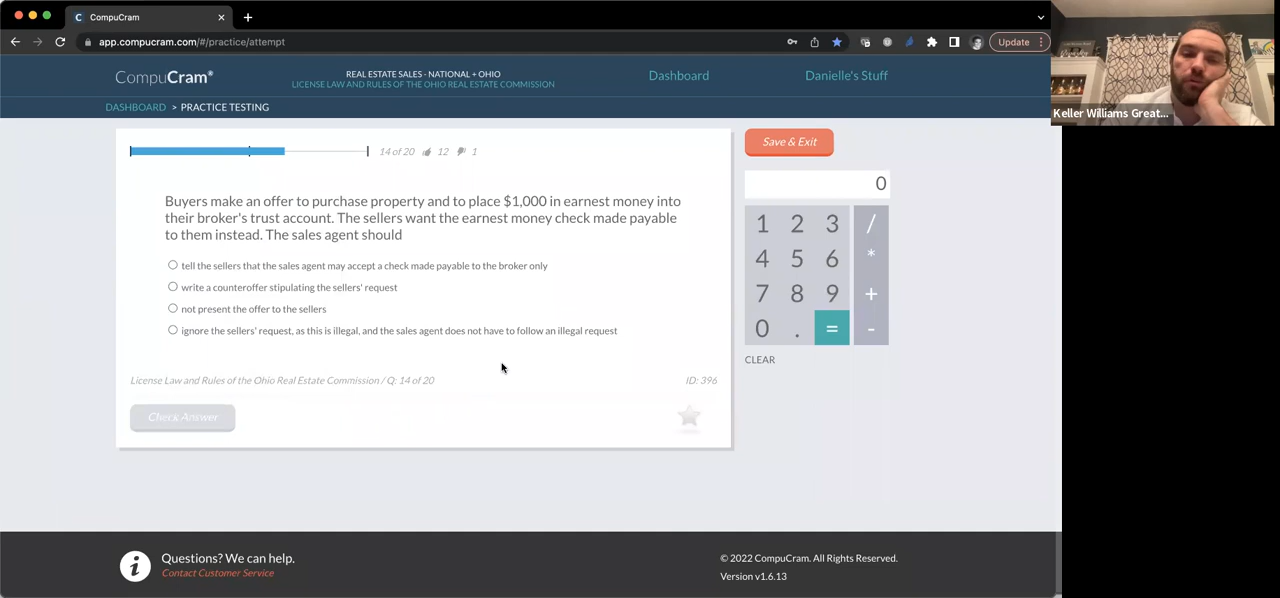 CompuCram
app.compucram.com/#/practice/attempt
Update
CompuCram®
REAL ESTATE SALES - NATIONAL + OHIO
LICENSE LAW AND RULES OF THE OHIO REAL ESTATE COMMISSION
Dashboard
Danielle's Stuff
Keller Williams Great...
DASHBOARD > PRACTICE TESTING
14 of 20 12 1
Save & Exit
0
Buyers make an offer to purchase property and to place $1,000 in earnest money into
their broker's trust account. The sellers want the earnest money check made payable
to them instead. The sales agent should
tell the sellers that the sales agent may accept a check made payable to the broker only
write a counteroffer stipulating the sellers' request
not present the offer to the sellers
ignore the sellers' request, as this is illegal, and the sales agent does not have to follow an illegal request
1 2 3 /
4 5 6 *
7 8 9 +
0 . = -
CLEAR
License Law and Rules of the Ohio Real Estate Commission / Q: 14 of 20
ID: 396
Check Answer
Questions? We can help.
Contact Customer Service
© 2022 CompuCram. All Rights Reserved.
Version v1.6.13